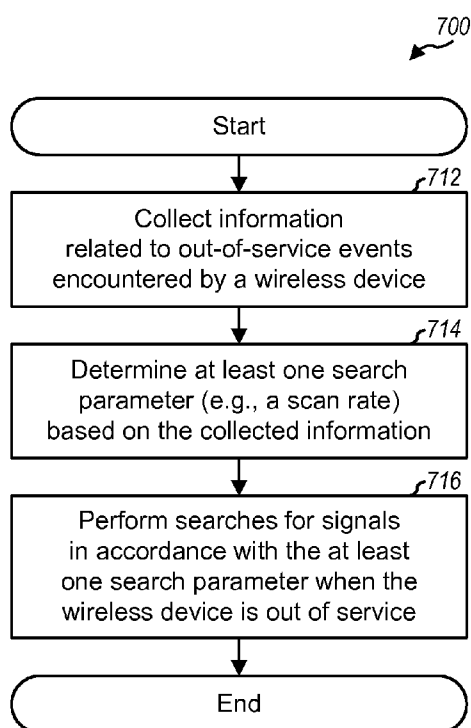 700
Start
712
Collect information
related to out-of-service events
encountered by a wireless device
714
Determine at least one search
parameter (e.g., a scan rate)
based on the collected information
716
Perform searches for signals
in accordance with the at least
one search parameter when the
wireless device is out of service
End